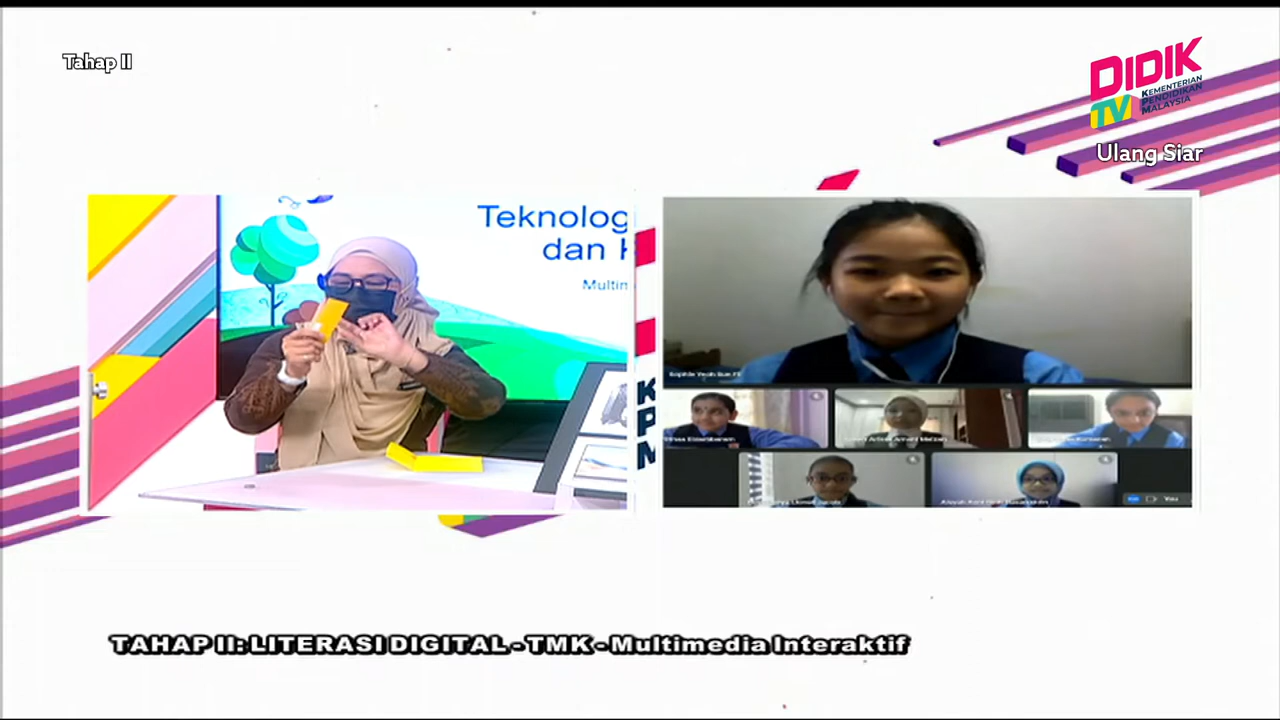 Tahap II
DIDIK
TV
KEMENTERIAN
PENDIDIKAN
MALAYSIA
Ulang Siar
Teknolog
dan
Multim
K
P
M
You
TAHAP II: LITERASI DIGITAL - TMK - Multimedia Interaktif